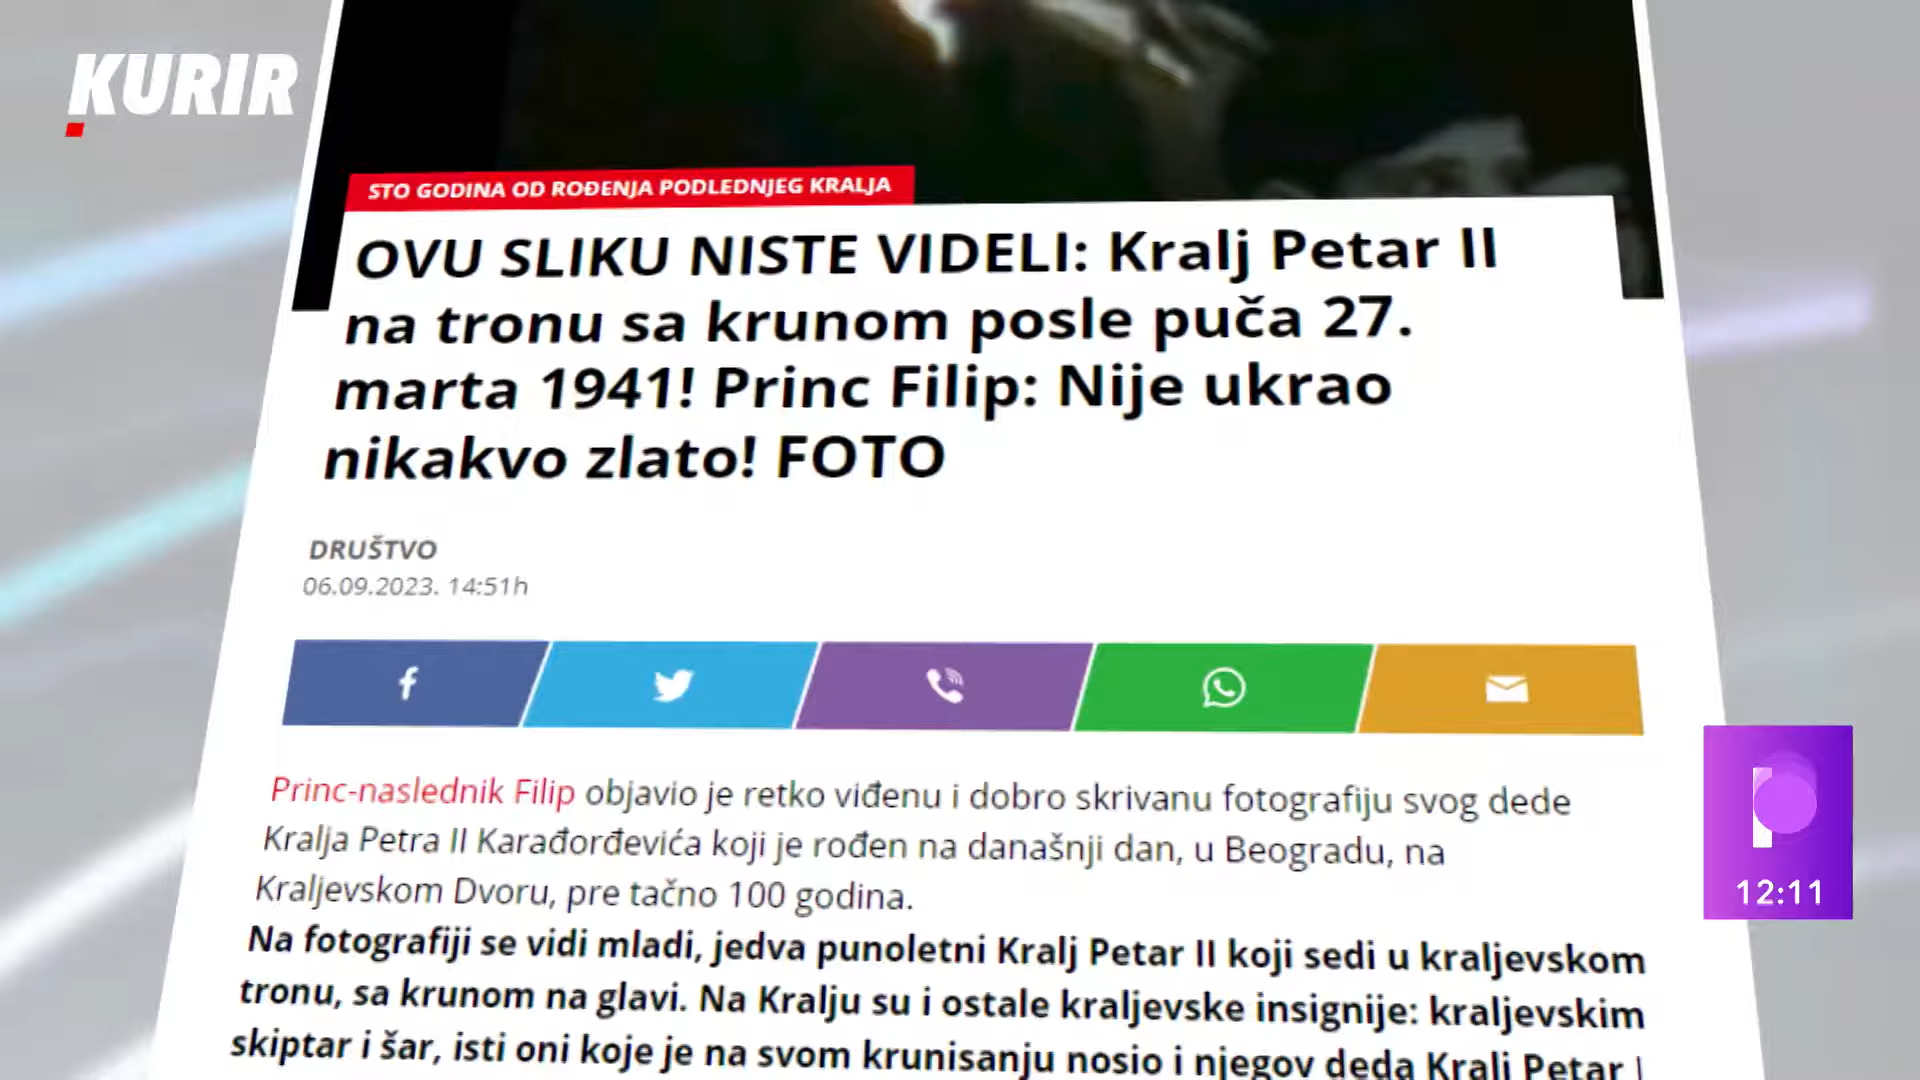 KURIR
STO GODINA OD ROĐENJA PODLEDNJEG KRALJA
OVU SLIKU NISTE VIDELI: Kralj Petar II
na tronu sa krunom posle puča 27.
marta 1941! Princ Filip: Nije ukrao
nikakvo zlato! FOTO
DRUŠTVO
06.09.2023. 14:51h
Princ-naslednik Filip objavio je retko viđenu i dobro skrivanu fotografiju svog dede
Kralja Petra II Karađorđevića koji je rođen na današnji dan, u Beogradu, na
Kraljevskom Dvoru, pre tačno 100 godina.
Na fotografiji se vidi mladi, jedva punoletni Kralj Petar II koji sedi u kraljevskom
tronu, sa krunom na glavi. Na Kralju su i ostale kraljevske insignije: kraljevskim
skiptar i šar, isti oni koje je na svom krunisanju nosio i njegov deda Kralj Petar I
12:11